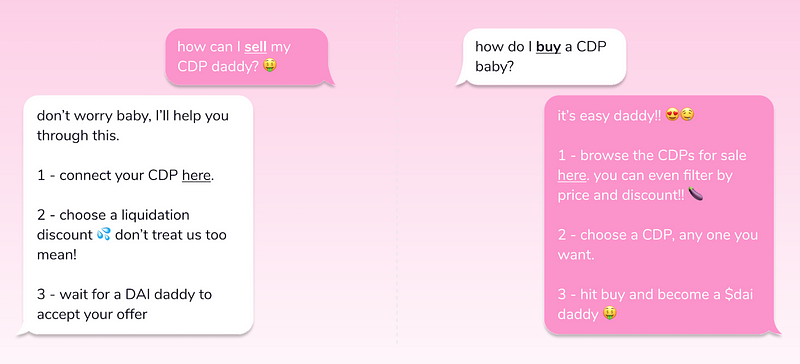 how can I sell my
CDP daddy? 🤑
don’t worry baby, I’ll help you
through this.
1 - connect your CDP here.
2 - choose a liquidation
discount 💦 don’t treat us too
mean!
3 - wait for a DAI daddy to
accept your offer
how do I buy a CDP
baby?
it’s easy daddy!! 😍😏
1 - browse the CDPs for sale
here. you can even filter by
price and discount!! 🍆
2 - choose a CDP, any one you
want.
3 - hit buy and become a $dai
daddy 🤑